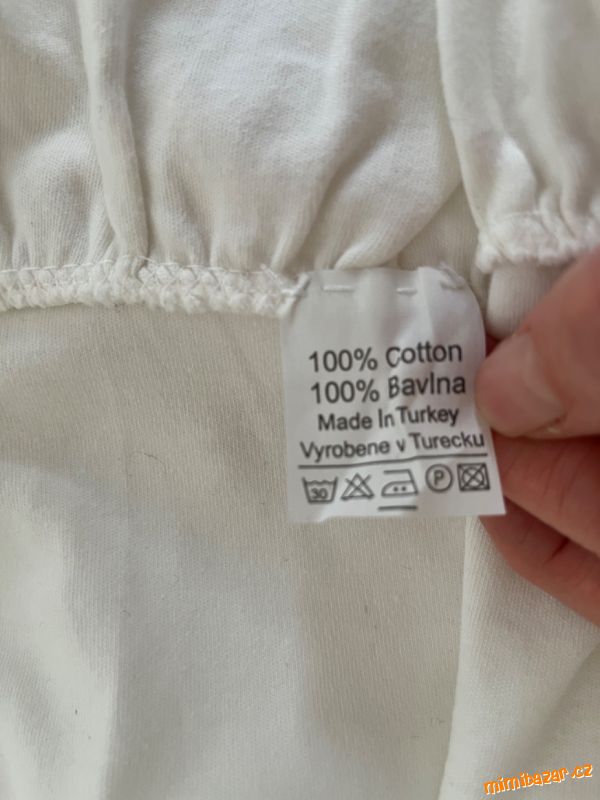 100% Cotton
100% Bavlna
Made In Turkey
Vyrobene v Turecku
30
P
mimibazar.cz